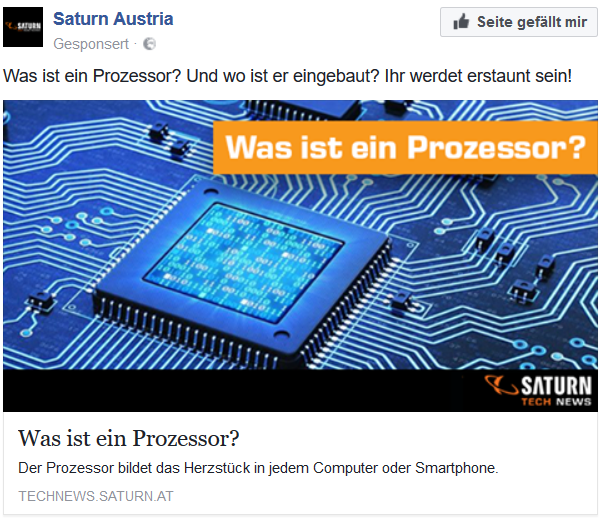 SATURN
Saturn Austria
Seite gefällt mir
Gesponsert ·
Was ist ein Prozessor? Und wo ist er eingebaut? Ihr werdet erstaunt sein!
Was ist ein Prozessor?
SATURN
TECH NEWS
Was ist ein Prozessor?
Der Prozessor bildet das Herzstück in jedem Computer oder Smartphone.
TECHNEWS.SATURN.AT